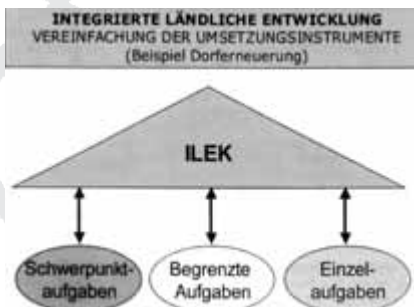 INTEGRIERTE LÄNDLICHE ENTWICKLUNG
VEREINFACHUNG DER UMSETZUNGSINSTRUMENTE
(Beispiel Dorferneuerung)
ILEK
Schwerpunkt-
aufgaben
Begrenzte
Aufgaben
Einzel-
aufgaben